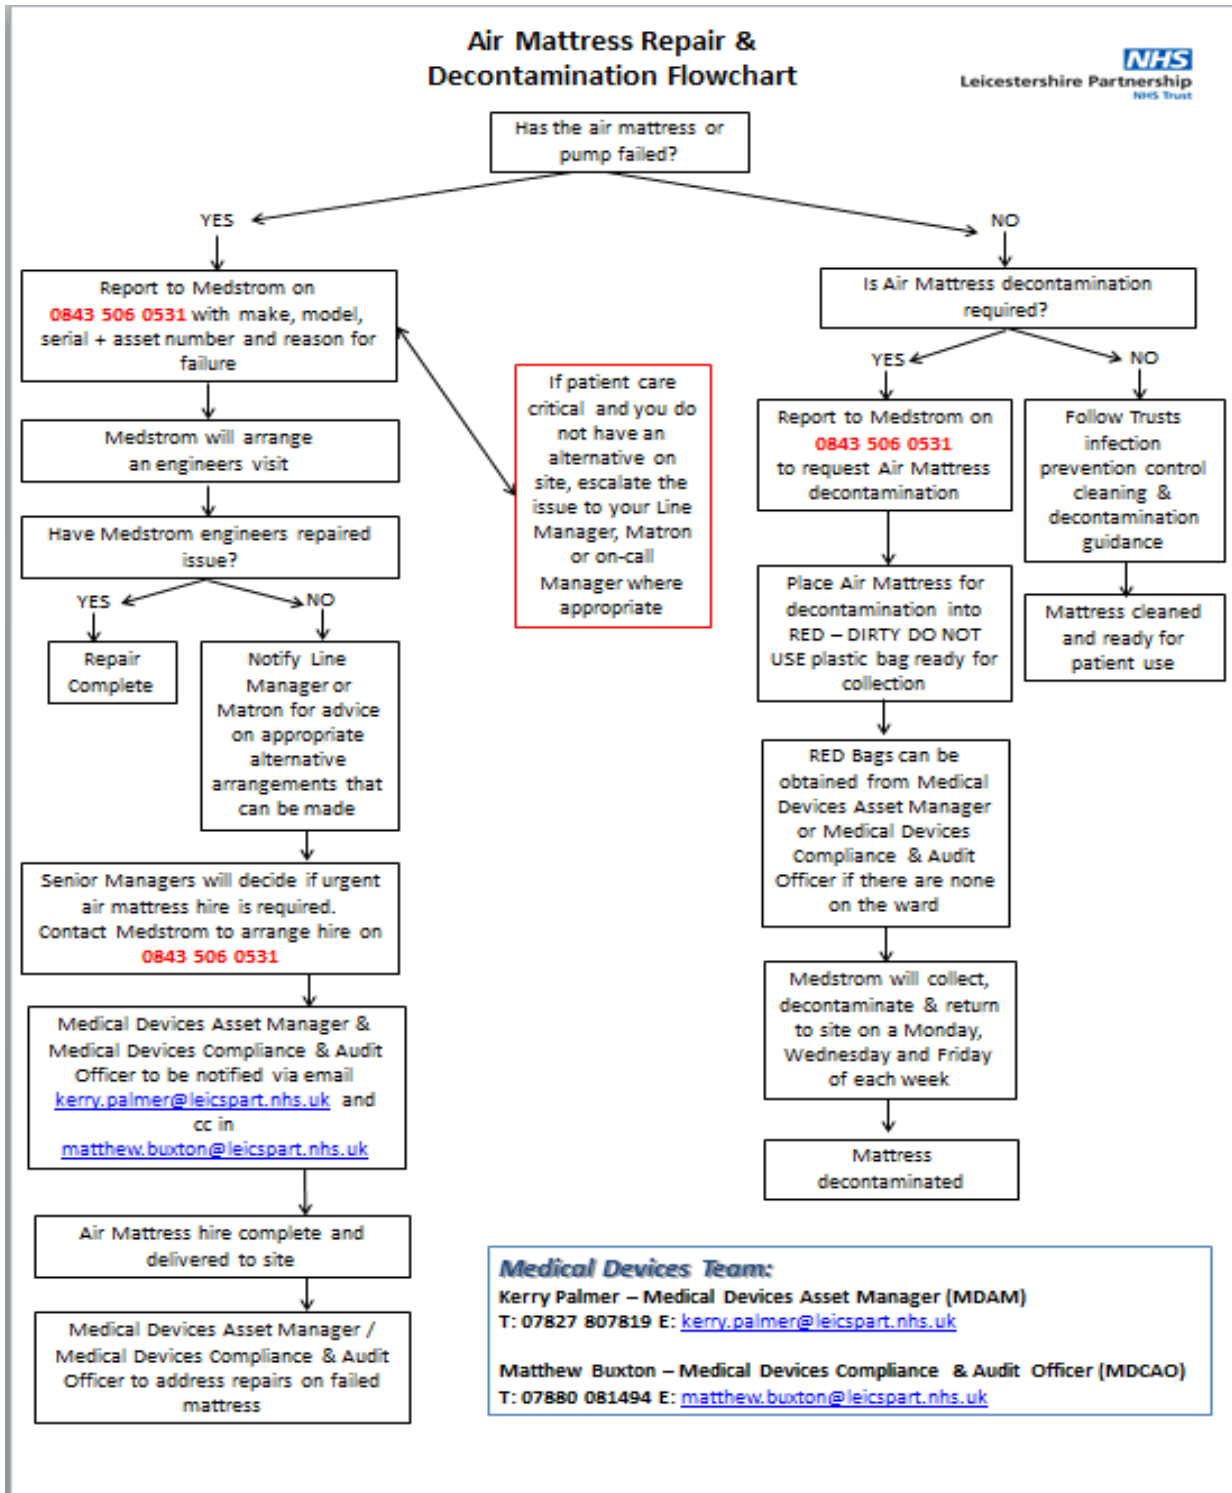 Air Mattress Repair &
Decontamination Flowchart
NHS
Leicestershire Partnership
NHS Trust
Has the air mattress or
pump failed?
YES
NO
Report to Medstrom on
0843 506 0531 with make, model,
serial + asset number and reason for
failure
Medstrom will arrange
an engineers visit
Have Medstrom engineers repaired
issue?
YES
NO
Repair
Complete
Notify Line
Manager or
Matron for advice
on appropriate
alternative
arrangements that
can be made
Senior Managers will decide if urgent
air mattress hire is required.
Contact Medstrom to arrange hire on
0843 506 0531
Medical Devices Asset Manager &
Medical Devices Compliance & Audit
Officer to be notified via email
kerry.palmer@leicspart.nhs.uk and
cc in
matthew.buxton@leicspart.nhs.uk
Air Mattress hire complete and
delivered to site
Medical Devices Asset Manager /
Medical Devices Compliance & Audit
Officer to address repairs on failed
mattress
If patient care
critical and you do
not have an
alternative on
site, escalate the
issue to your Line
Manager, Matron
or on-call
Manager where
appropriate
Is Air Mattress decontamination
required?
YES
NO
Report to Medstrom on
0843 506 0531
to request Air Mattress
decontamination
Place Air Mattress for
decontamination into
RED – DIRTY DO NOT
USE plastic bag ready for
collection
RED Bags can be
obtained from Medical
Devices Asset Manager
or Medical Devices
Compliance & Audit
Officer if there are none
on the ward
Medstrom will collect,
decontaminate & return
to site on a Monday,
Wednesday and Friday
of each week
Mattress
decontaminated
Follow Trusts
infection
prevention control
cleaning &
decontamination
guidance
Mattress cleaned
and ready for
patient use
Medical Devices Team:
Kerry Palmer – Medical Devices Asset Manager (MDAM)
T: 07827 807819 E: kerry.palmer@leicspart.nhs.uk
Matthew Buxton – Medical Devices Compliance & Audit Officer (MDCAO)
T: 07880 081494 E: matthew.buxton@leicspart.nhs.uk